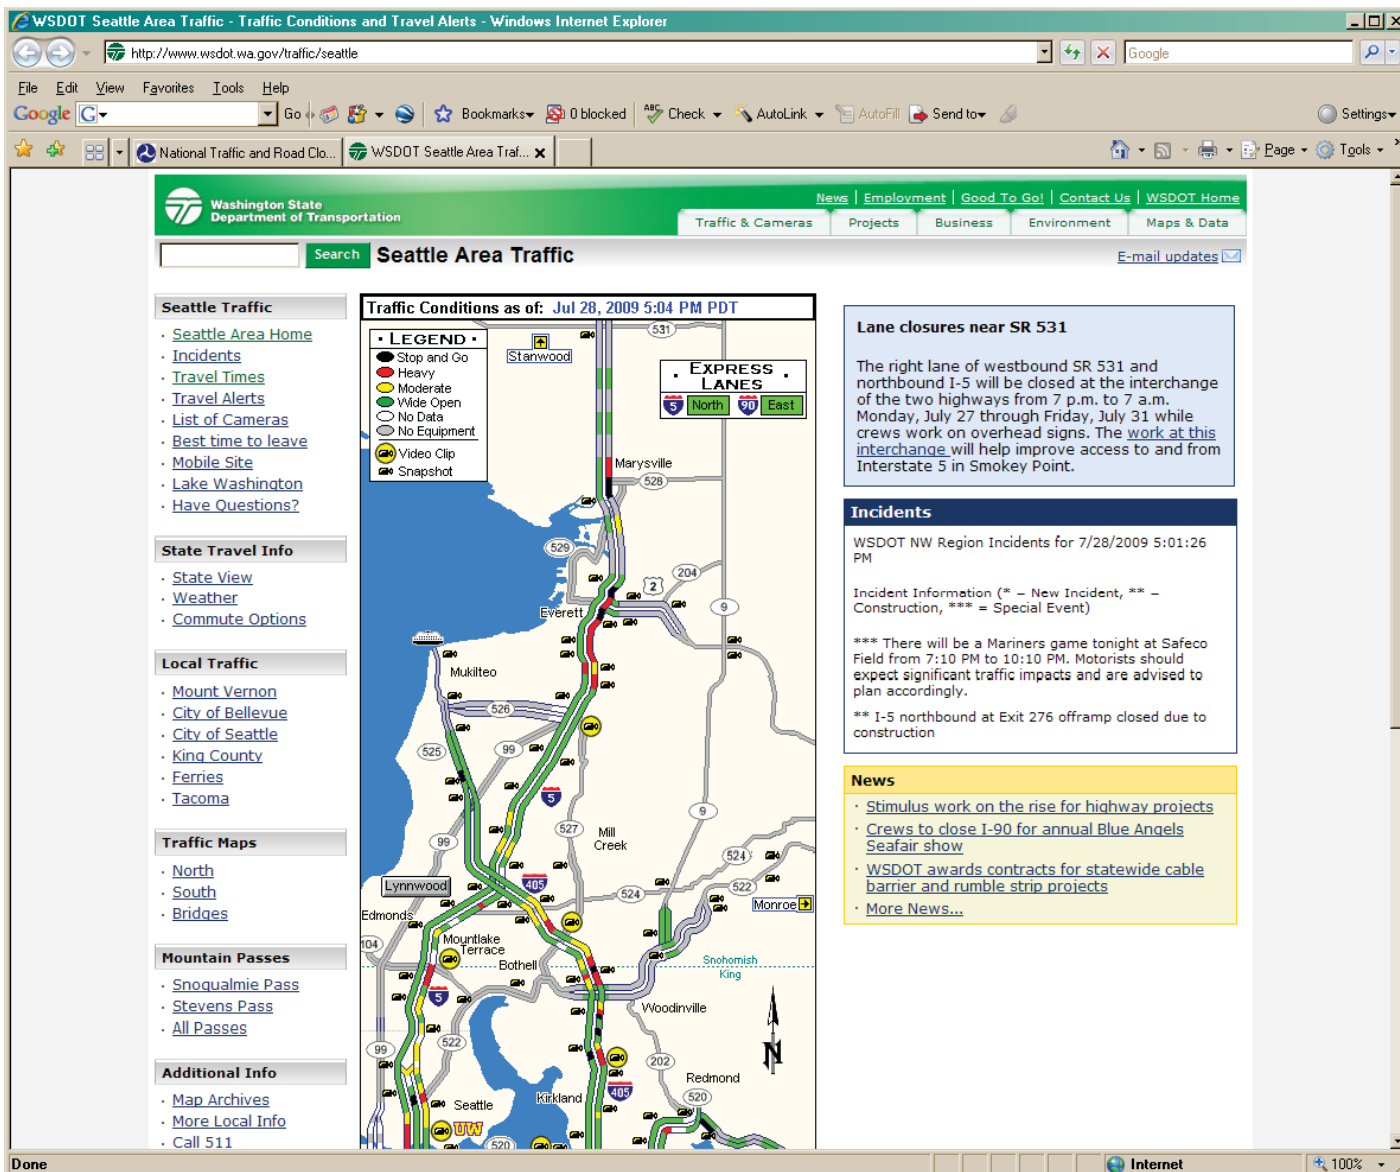 WSDOT Seattle Area Traffic - Traffic Conditions and Travel Alerts - Windows Internet Explorer
http://www.wsdot.wa.gov/traffic/seattle
Google
File Edit View Favorites Tools Help
Google G Go Bookmarks 0 blocked ABC Check AutoLink AutoFill Send to Settings
National Traffic and Road Clo... WSDOT Seattle Area Traf... Page Tools
Washington State
Department of Transportation
News | Employment | Good To Go! | Contact Us | WSDOT Home
Traffic & Cameras Projects Business Environment Maps & Data
Search Seattle Area Traffic E-mail updates
Seattle Traffic
· Seattle Area Home
· Incidents
· Travel Times
· Travel Alerts
· List of Cameras
· Best time to leave
· Mobile Site
· Lake Washington
· Have Questions?
State Travel Info
· State View
· Weather
· Commute Options
Local Traffic
· Mount Vernon
· City of Bellevue
· City of Seattle
· King County
· Ferries
· Tacoma
Traffic Maps
· North
· South
· Bridges
Mountain Passes
· Snoqualmie Pass
· Stevens Pass
· All Passes
Additional Info
· Map Archives
· More Local Info
· Call 511
Traffic Conditions as of: Jul 28, 2009 5:04 PM PDT
· LEGEND ·
Stop and Go
Heavy
Moderate
Wide Open
No Data
No Equipment
Video Clip
Snapshot
531
Stanwood
· EXPRESS ·
LANES
5 North 90 East
Marysville
528
529
204
2
9
Everett
Mukilteo
526
99
525
5
9
527
Mill
Creek
99
524
522
405
Lynnwood
524
Monroe
Edmonds
104
Mountlake
Terrace
Bothell
Snohomish
King
5
Woodinville
522
99
N
202
Redmond
405
520
Seattle
Kirkland
UW
520
Lane closures near SR 531
The right lane of westbound SR 531 and
northbound I-5 will be closed at the interchange
of the two highways from 7 p.m. to 7 a.m.
Monday, July 27 through Friday, July 31 while
crews work on overhead signs. The work at this
interchange will help improve access to and from
Interstate 5 in Smokey Point.
Incidents
WSDOT NW Region Incidents for 7/28/2009 5:01:26
PM
Incident Information (* – New Incident, ** –
Construction, *** = Special Event)
*** There will be a Mariners game tonight at Safeco
Field from 7:10 PM to 10:10 PM. Motorists should
expect significant traffic impacts and are advised to
plan accordingly.
** I-5 northbound at Exit 276 offramp closed due to
construction
News
· Stimulus work on the rise for highway projects
· Crews to close I-90 for annual Blue Angels
Seafair show
· WSDOT awards contracts for statewide cable
barrier and rumble strip projects
· More News...
Done Internet 100%